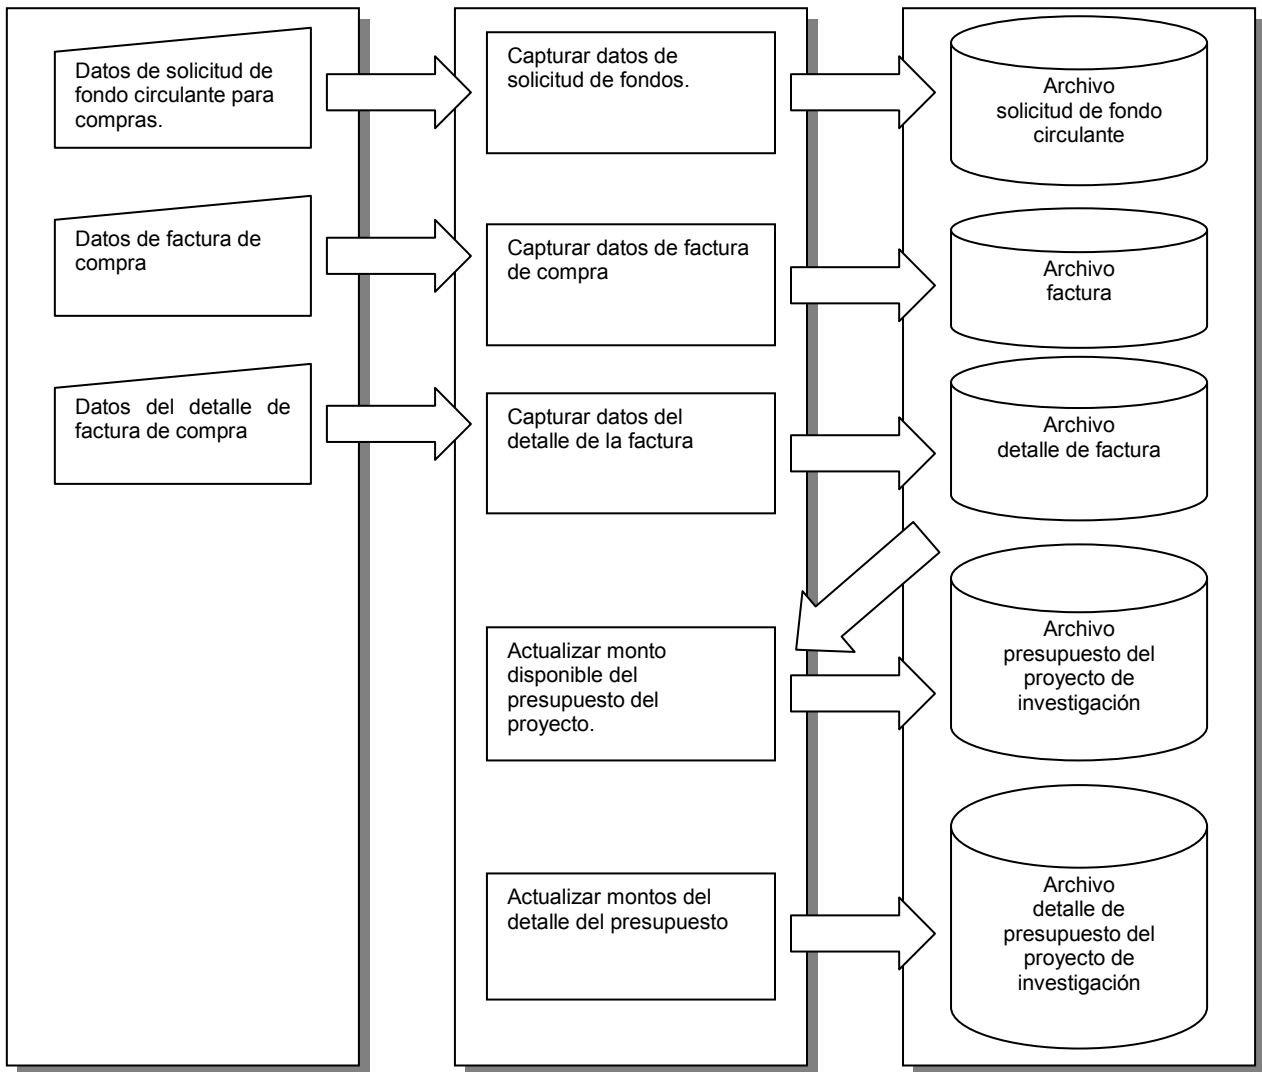 Datos de solicitud de
fondo circulante para
compras.
Capturar datos de
solicitud de fondos.
Archivo
solicitud de fondo
circulante
Datos de factura de
compra
Capturar datos de factura
de compra
Archivo
factura
Datos del detalle de
factura de compra
Capturar datos del
detalle de la factura
Archivo
detalle de factura
Actualizar monto
disponible del
presupuesto del
proyecto.
Archivo
presupuesto del
proyecto de
investigación
Actualizar montos del
detalle del presupuesto
Archivo
detalle de
presupuesto del
proyecto de
investigación